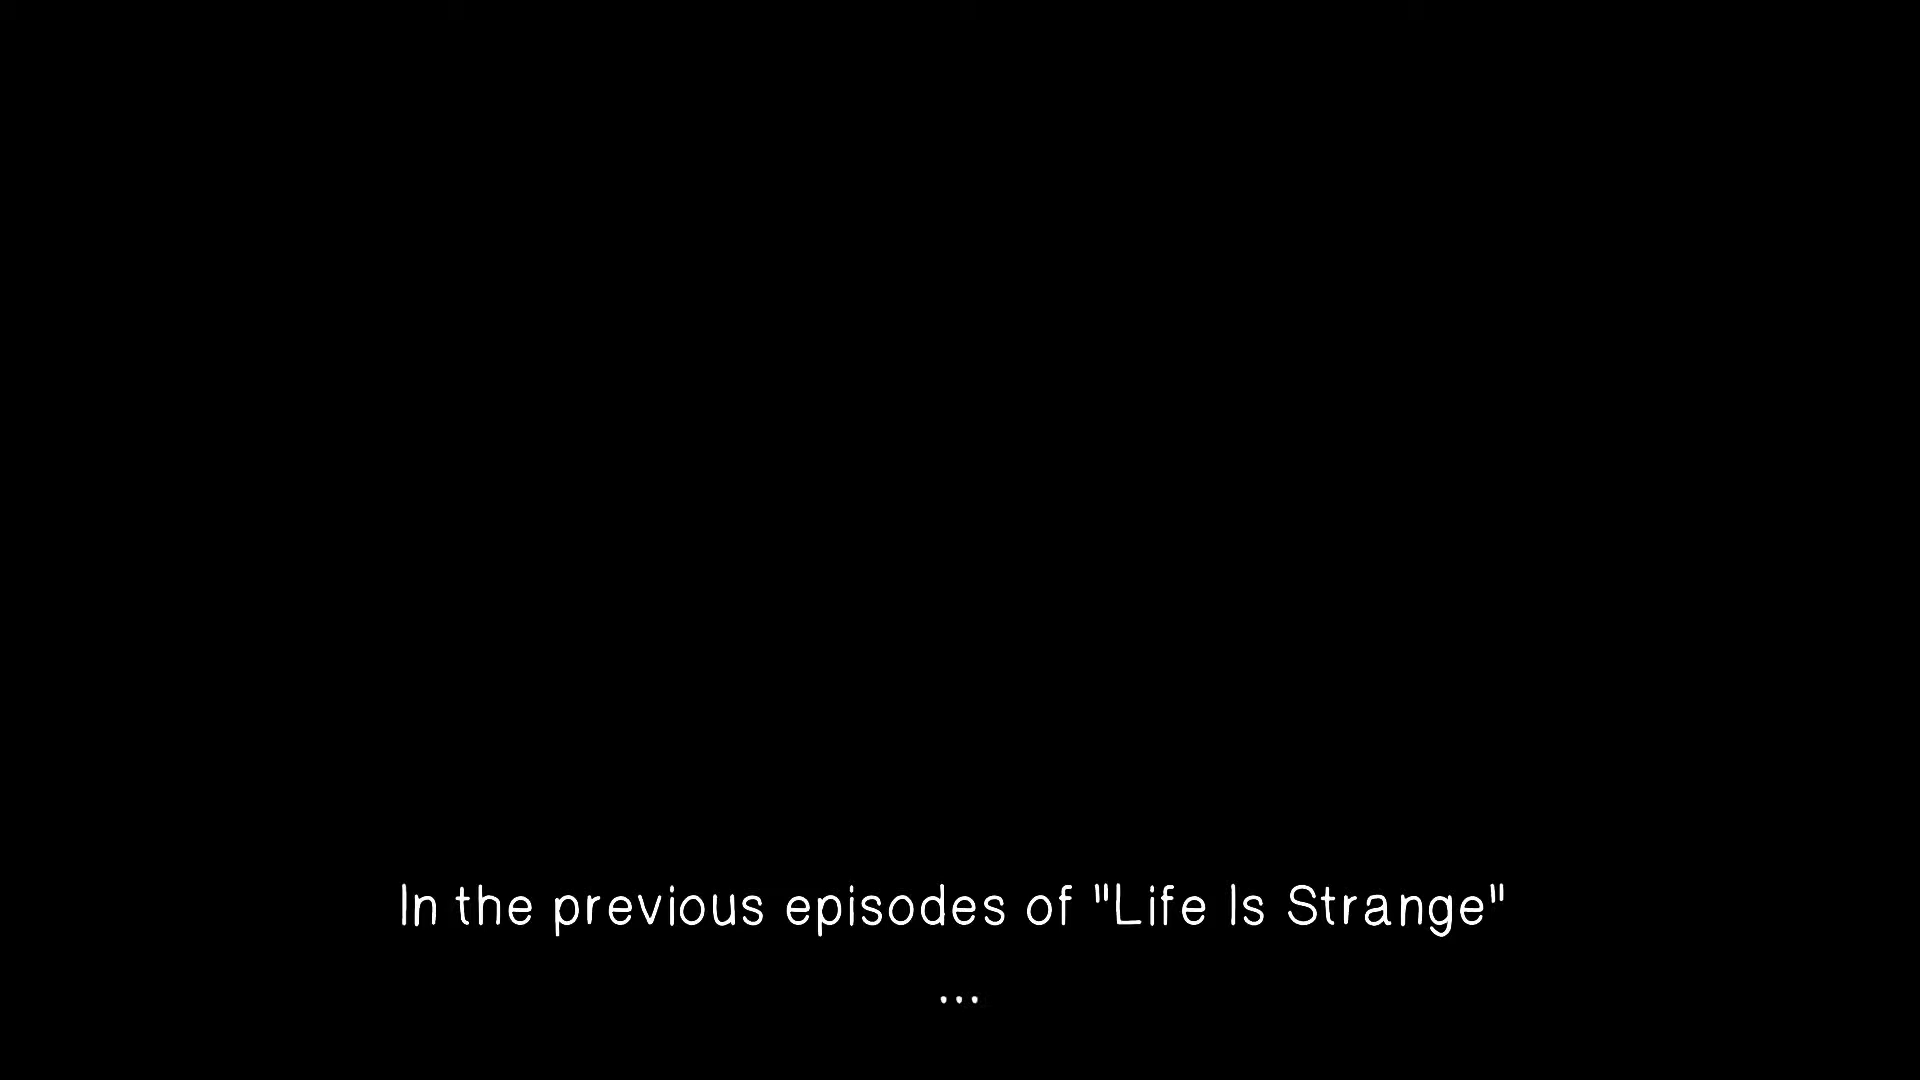 In the previous episodes of "Life Is Strange"
...